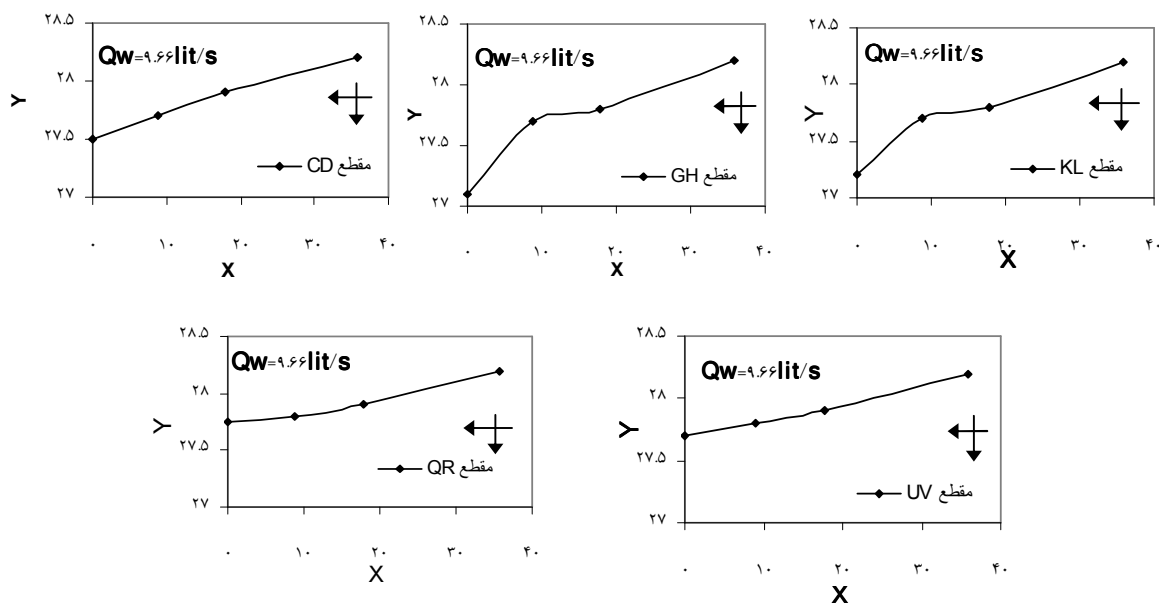 ۲۸.۵
Qw=۹.۶۶lit/s
۲۸
Y
۲۷.۵
مقطع CD
۲۷
۰ ۱۰ ۲۰ ۳۰ ۴۰
X
۲۸.۵
Qw=۹.۶۶lit/s
۲۸
Y
۲۷.۵
مقطع GH
۲۷
۰ ۱۰ ۲۰ ۳۰ ۴۰
X
۲۸.۵
Qw=۹.۶۶lit/s
۲۸
Y
۲۷.۵
مقطع KL
۲۷
۰ ۱۰ ۲۰ ۳۰ ۴۰
X
۲۸.۵
Qw=۹.۶۶lit/s
۲۸
Y
۲۷.۵
مقطع QR
۲۷
۰ ۱۰ ۲۰ ۳۰ ۴۰
X
۲۸.۵
Qw=۹.۶۶lit/s
۲۸
Y
۲۷.۵
مقطع UV
۲۷
۰ ۱۰ ۲۰ ۳۰ ۴۰
X